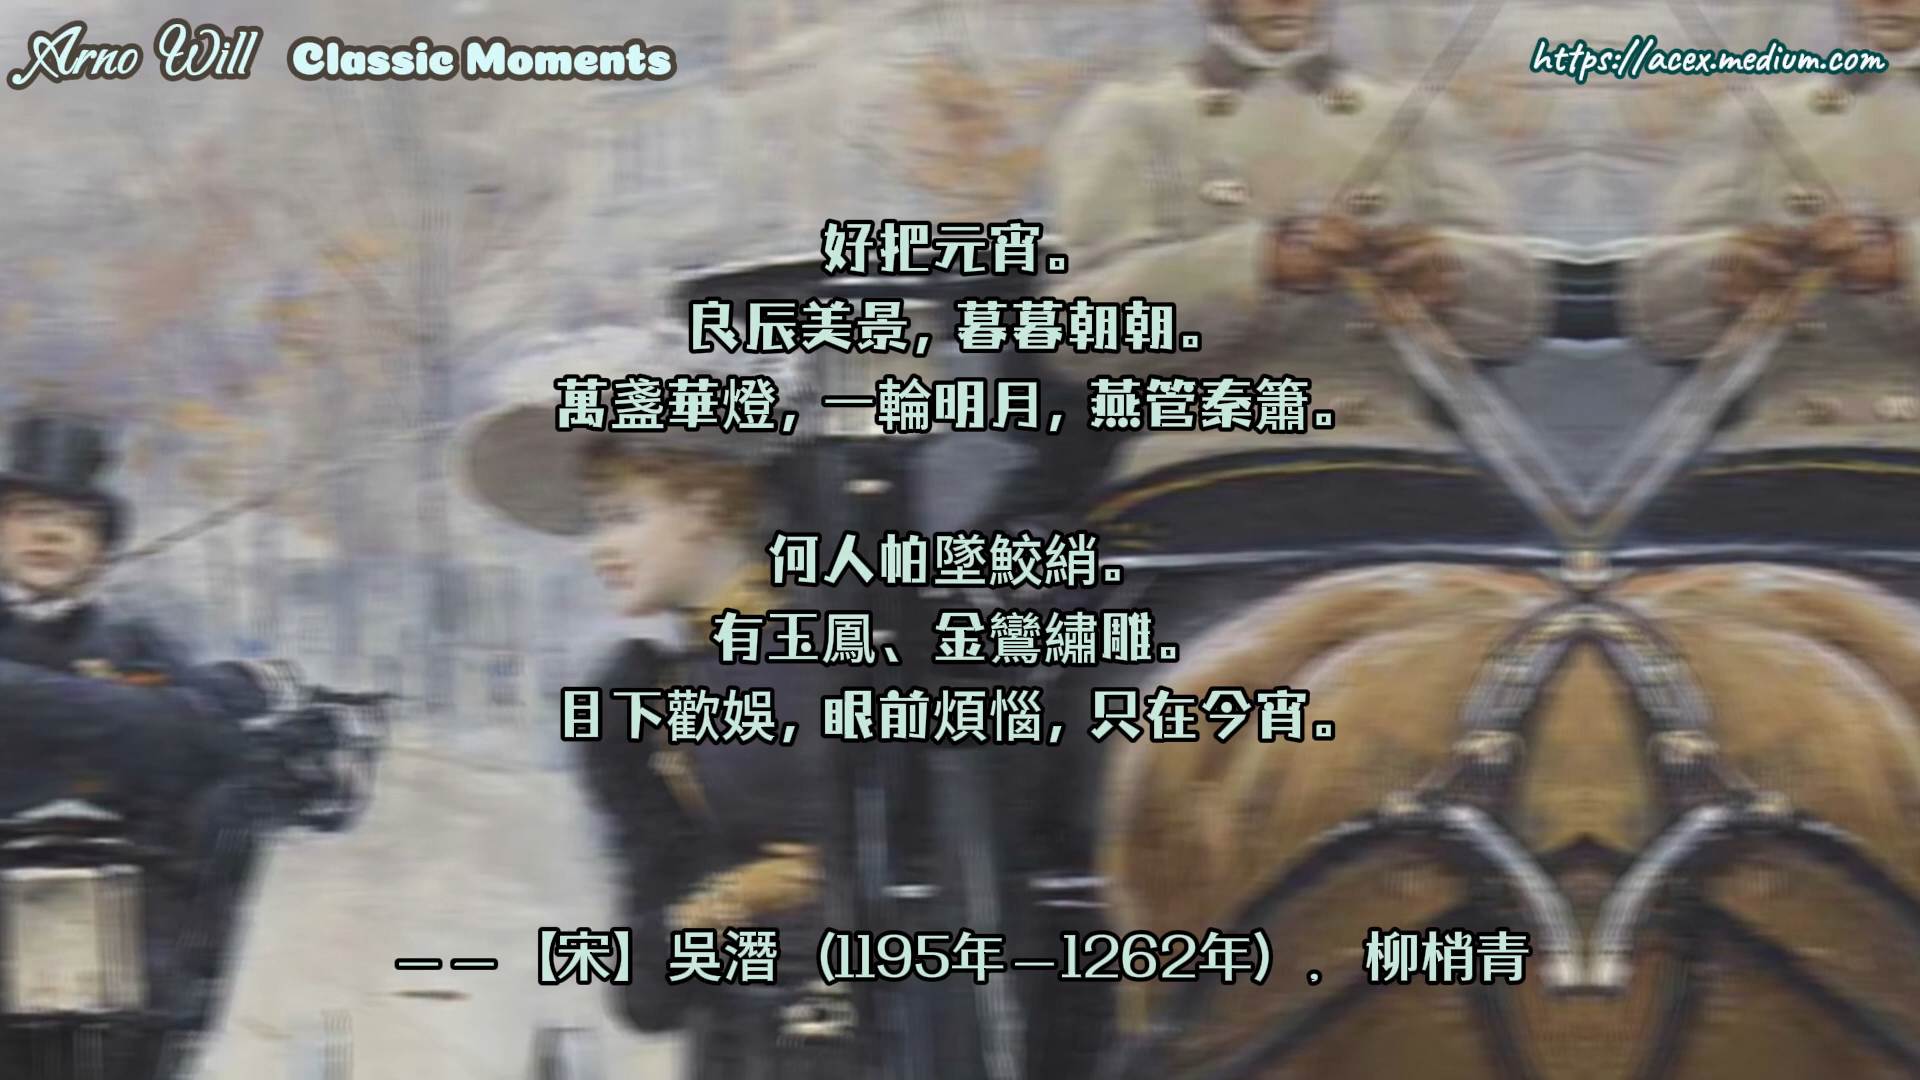 Arno Will Classic Moments
https://acex.medium.com
好把元宵。
良辰美景，暮暮朝朝。
萬盞華燈，一輪明月，燕管秦簫。
何人帕墜鮫綃。
有玉鳳、金鸞繡雕。
目下歡娛，眼前煩惱，只在今宵。
——【宋】吳潛（1195年—1262年）， 柳梢青